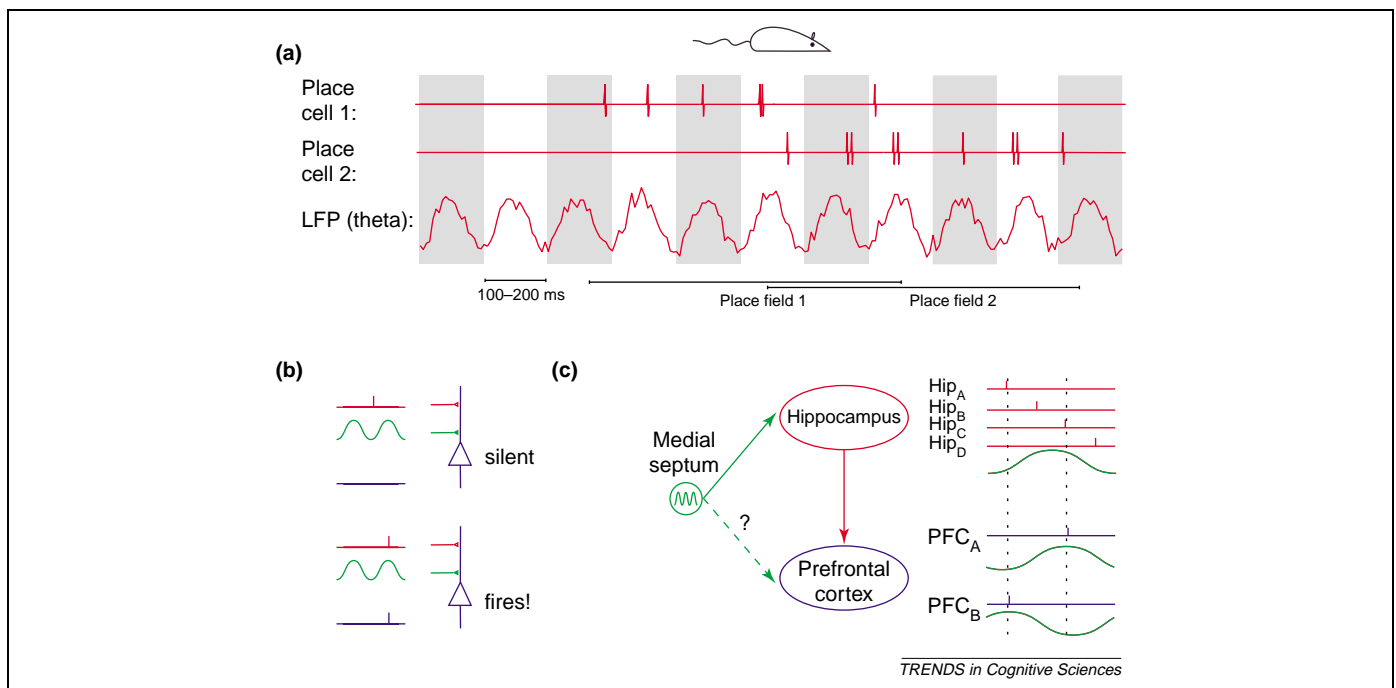 (a)
Place
cell 1:
Place
cell 2:
LFP (theta):
100–200 ms
Place field 1
Place field 2
(b)
silent
fires!
(c)
Medial
septum
Hippocampus
?
Prefrontal
cortex
HipA
HipB
HipC
HipD
PFCA
PFCB
TRENDS in Cognitive Sciences